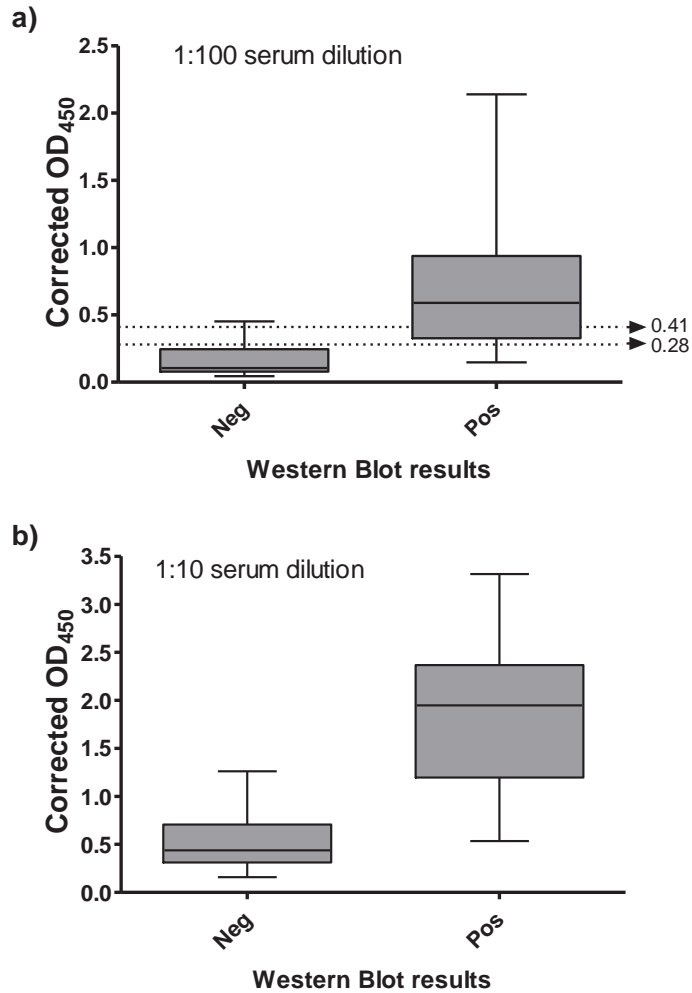 a)
1:100 serum dilution
Corrected OD450
2.5
2.0
1.5
1.0
0.5
0.0
0.41
0.28
Neg
Pos
Western Blot results
b)
1:10 serum dilution
Corrected OD450
3.5
3.0
2.5
2.0
1.5
1.0
0.5
0.0
Neg
Pos
Western Blot results